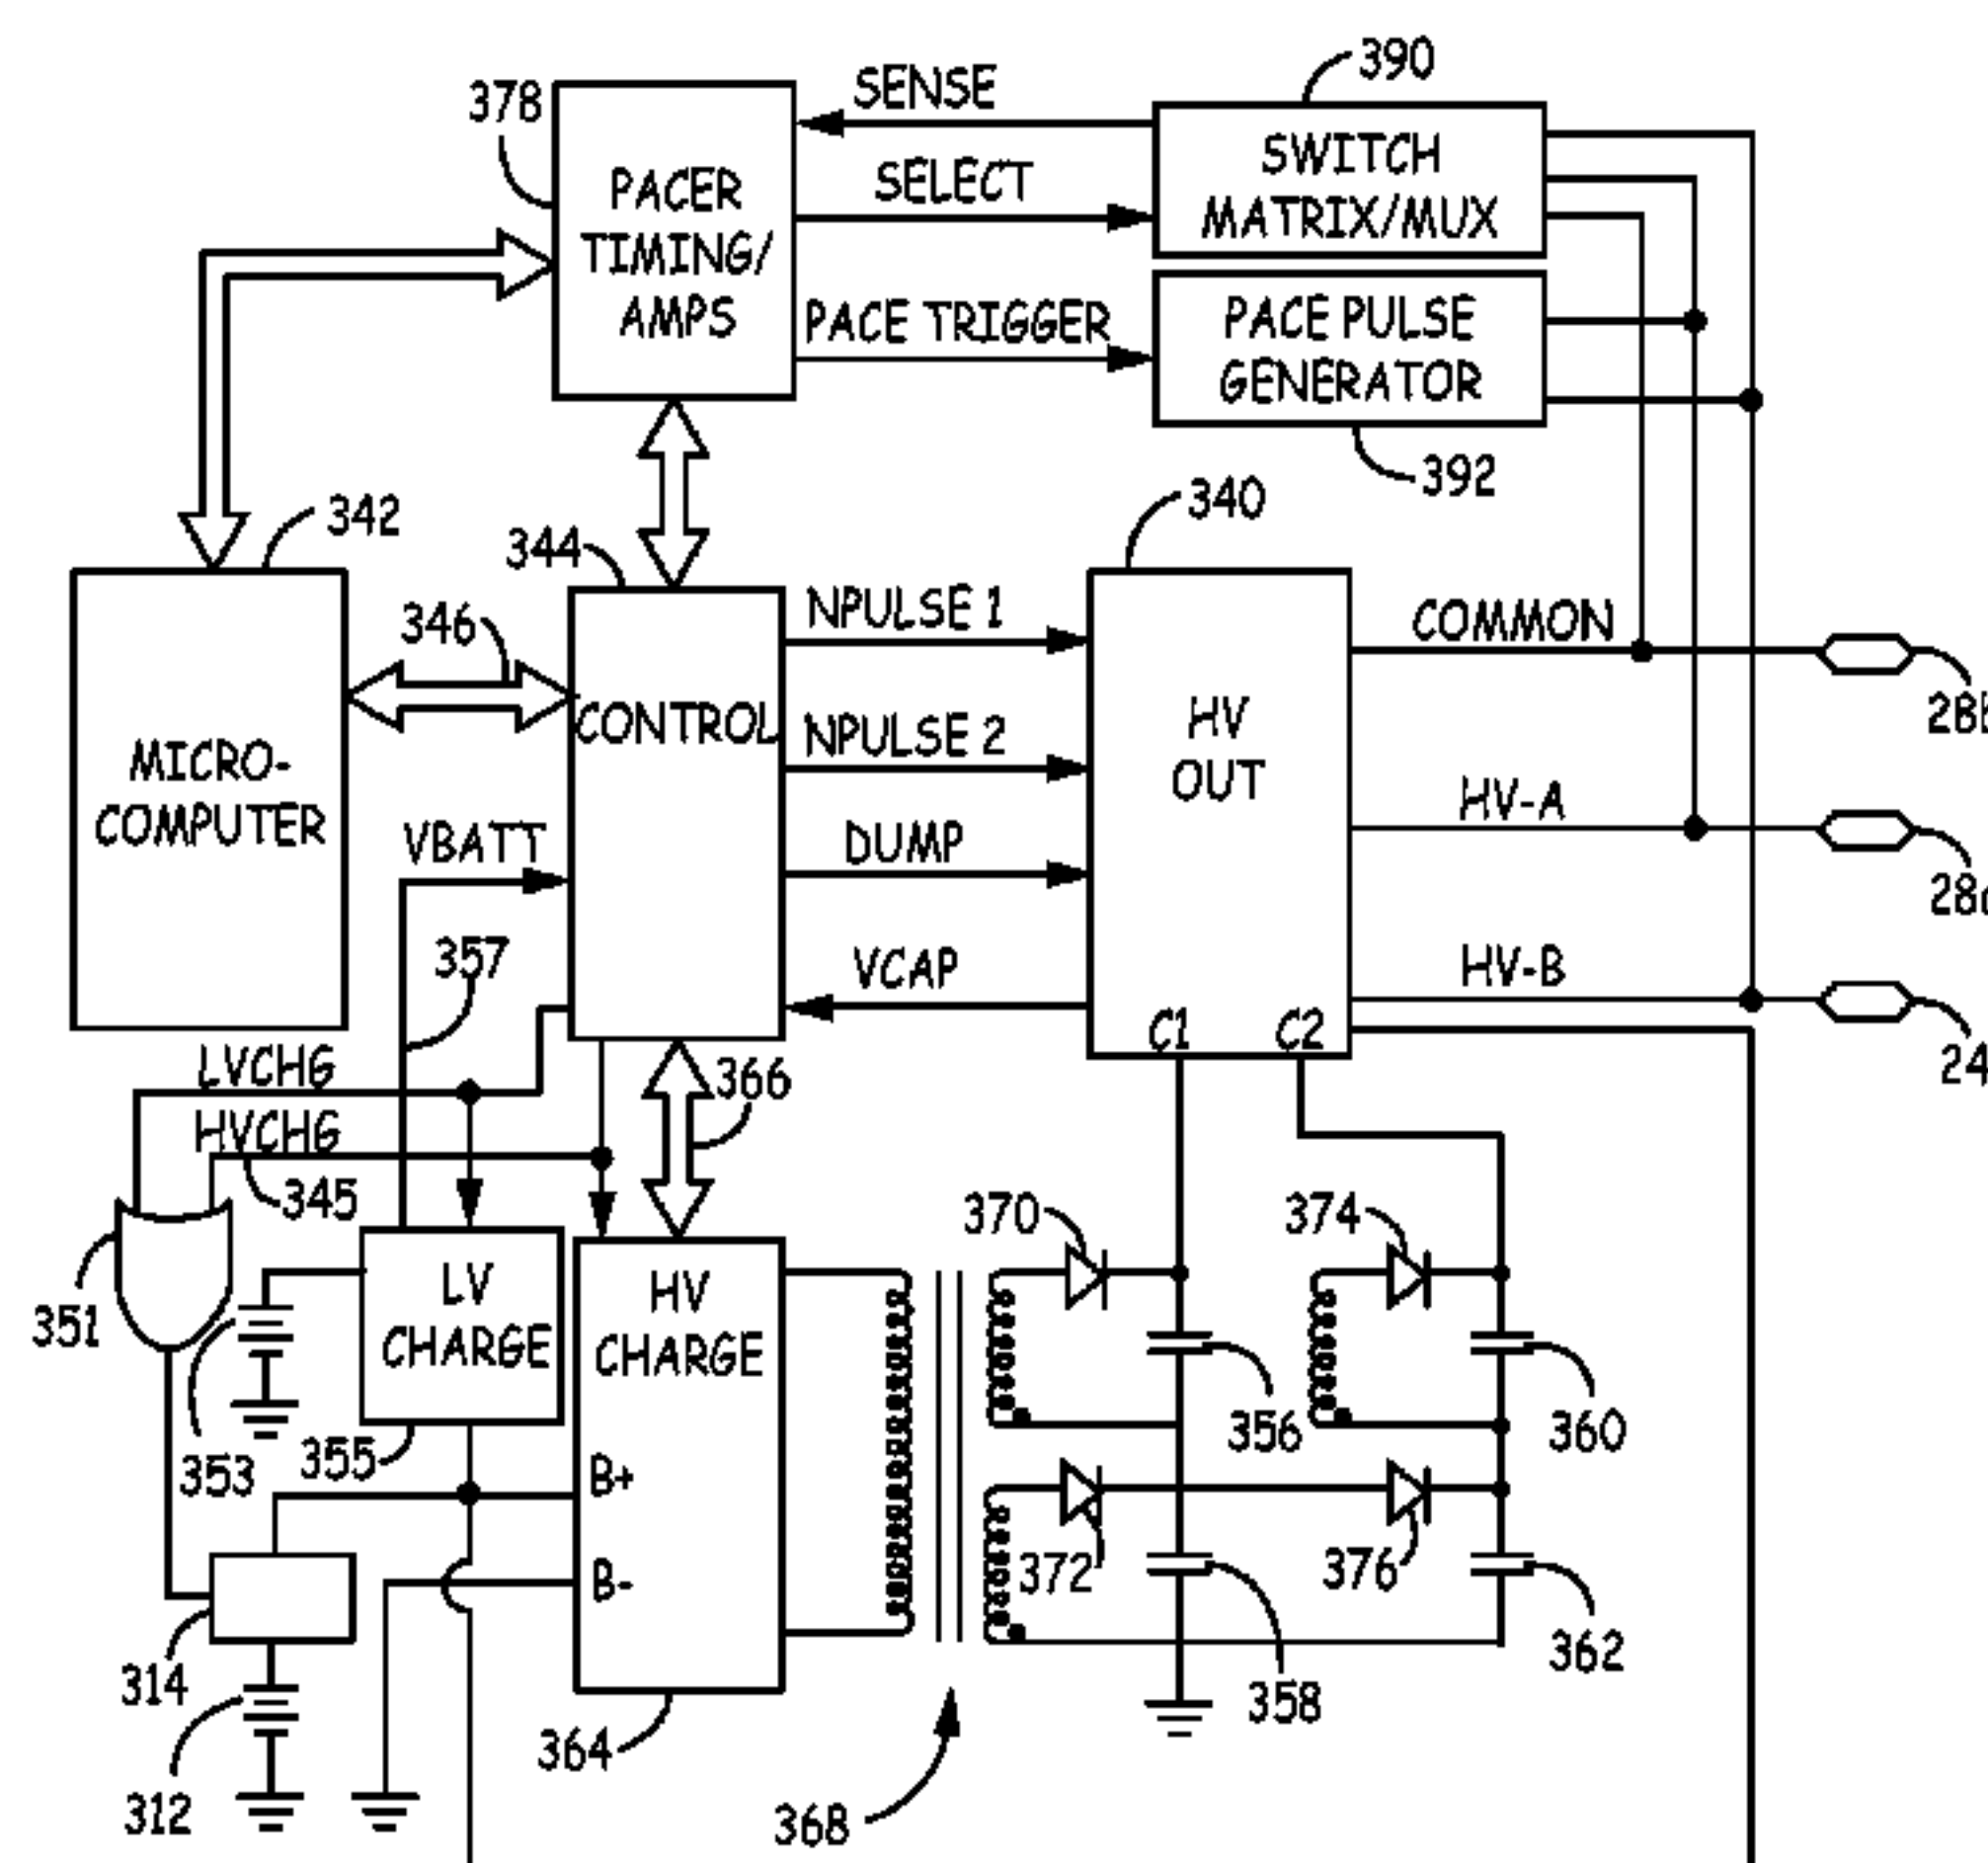 390
378
SENSE
SWITCH
MATRIX/MUX
SELECT
PACER
TIMING/
AMPS
PACE TRIGGER
PACE PULSE
GENERATOR
392
342
344
340
346
NPULSE 1
COMMON
MICRO-
COMPUTER
CONTROL
NPULSE 2
HV
OUT
VBATT
DUMP
HV-A
357
VCAP
HV-B
C1
C2
24
LVCHG
366
HVCHG
345
370
374
351
LV
CHARGE
HV
CHARGE
356
360
353
355
B+
372
376
B-
314
358
362
364
312
368